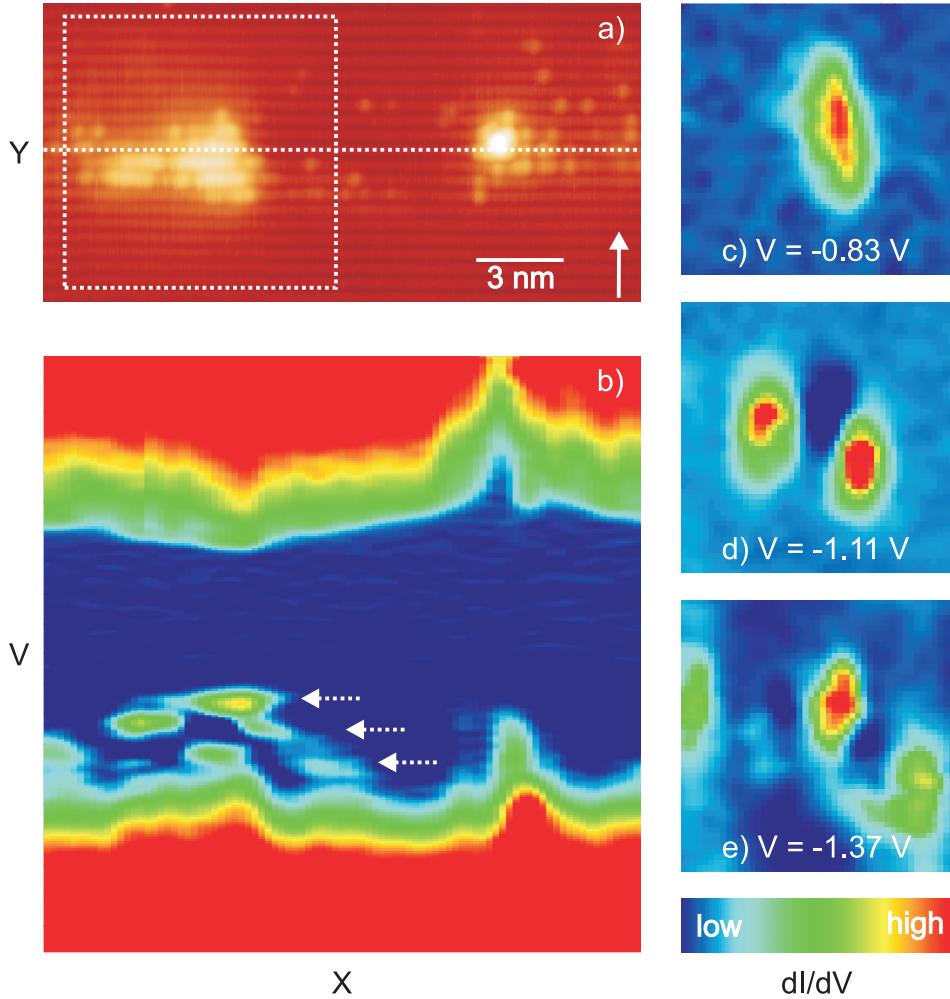 a)
Y
3 nm
c) V = -0.83 V
b)
d) V = -1.11 V
V
e) V = -1.37 V
low high
X
dI/dV